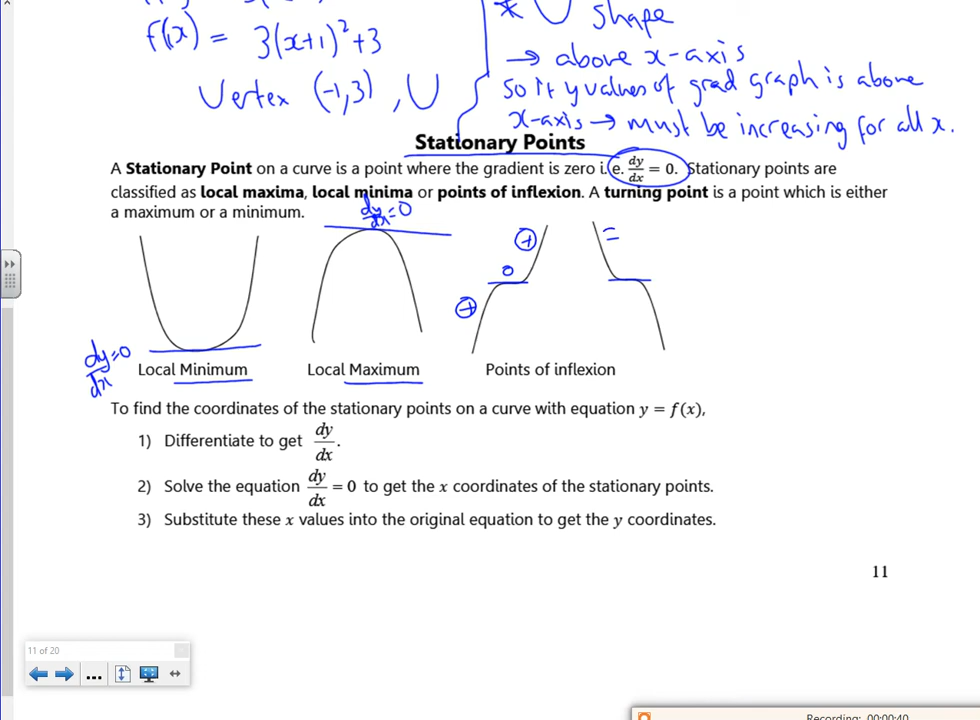 f'(x) = 3(x+1)² + 3
Vertex (-1,3), U
* U shape
→ above x-axis
So if y values of grad graph is above
x-axis → must be increasing for all x.
Stationary Points
A Stationary Point on a curve is a point where the gradient is zero i.e. dy/dx = 0. Stationary points are
classified as local maxima, local minima or points of inflexion. A turning point is a point which is either
a maximum or a minimum.
dy/dx = 0
+
0
+
dy/dx = 0
Local Minimum
Local Maximum
Points of inflexion
To find the coordinates of the stationary points on a curve with equation y = f(x),
1) Differentiate to get dy/dx.
2) Solve the equation dy/dx = 0 to get the x coordinates of the stationary points.
3) Substitute these x values into the original equation to get the y coordinates.
11
11 of 20
Recording: 00:00:40